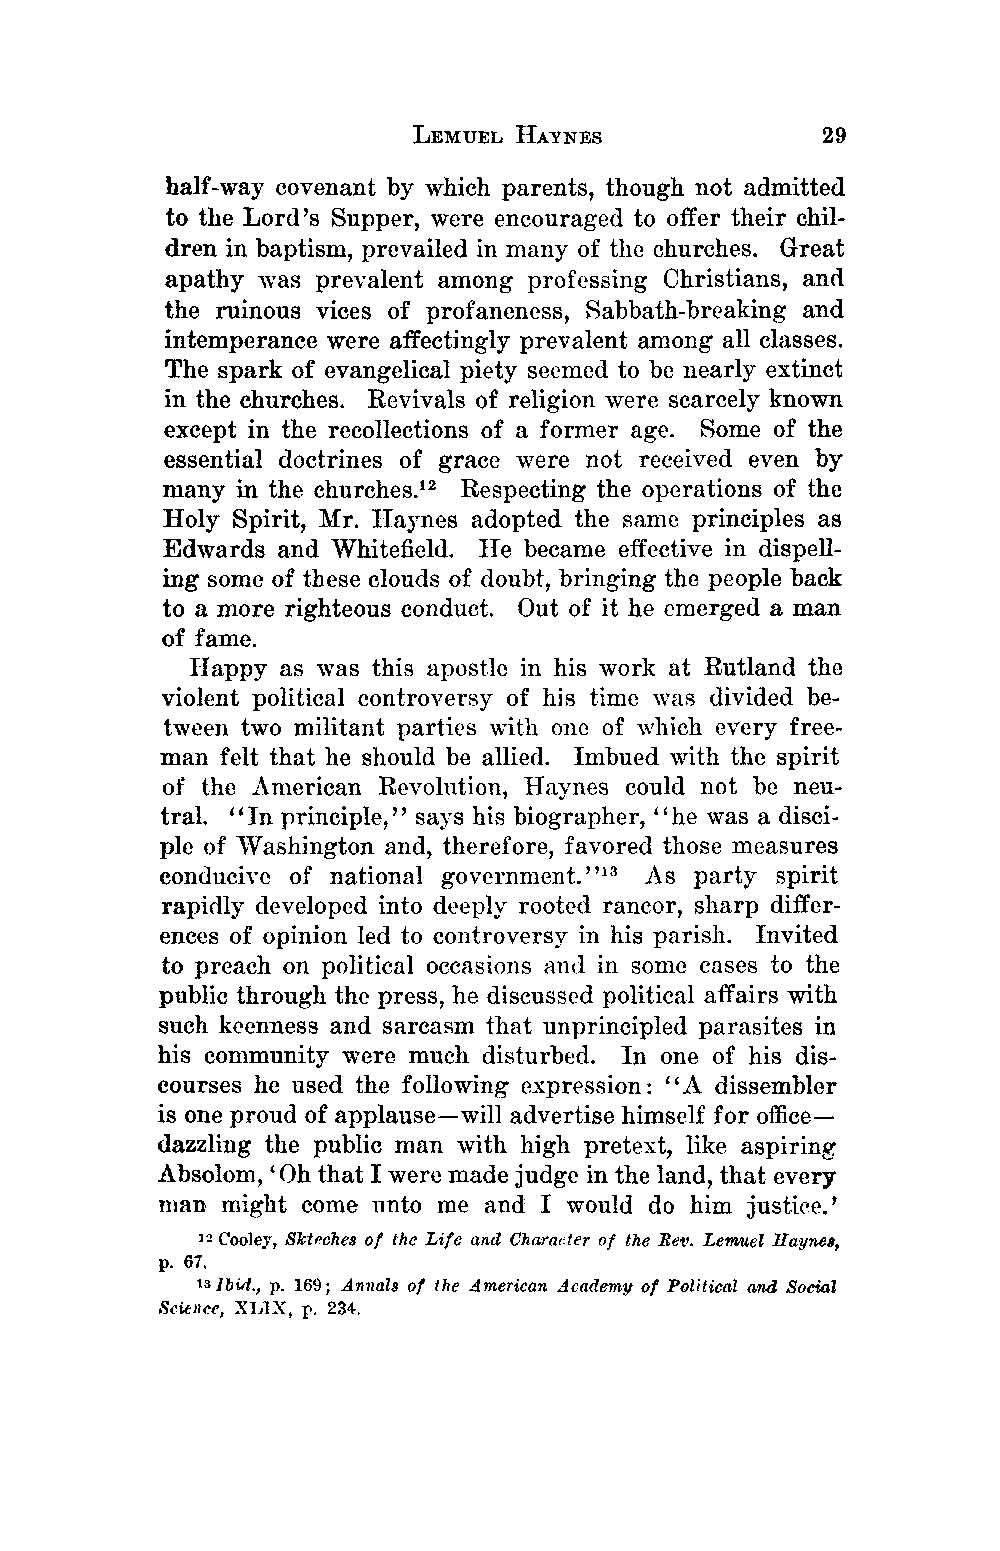 LEMUEL HAYNES 29
half-way covenant by which parents, though not admitted
to the Lord's Supper, were encouraged to offer their chil-
dren in baptism, prevailed in many of the churches. Great
apathy was prevalent among professing Christians, and
the ruinous vices of profaneness, Sabbath-breaking and
intemperance were affectingly prevalent among all classes.
The spark of evangelical piety seemed to be nearly extinct
in the churches. Revivals of religion were scarcely known
except in the recollections of a former age. Some of the
essential doctrines of grace were not received even by
many in the churches.¹² Respecting the operations of the
Holy Spirit, Mr. Haynes adopted the same principles as
Edwards and Whitefield. He became effective in dispell-
ing some of these clouds of doubt, bringing the people back
to a more righteous conduct. Out of it he emerged a man
of fame.
Happy as was this apostle in his work at Rutland the
violent political controversy of his time was divided be-
tween two militant parties with one of which every free-
man felt that he should be allied. Imbued with the spirit
of the American Revolution, Haynes could not be neu-
tral. "In principle," says his biographer, "he was a disci-
ple of Washington and, therefore, favored those measures
conducive of national government."¹³ As party spirit
rapidly developed into deeply rooted rancor, sharp differ-
ences of opinion led to controversy in his parish. Invited
to preach on political occasions and in some cases to the
public through the press, he discussed political affairs with
such keenness and sarcasm that unprincipled parasites in
his community were much disturbed. In one of his dis-
courses he used the following expression: "A dissembler
is one proud of applause—will advertise himself for office—
dazzling the public man with high pretext, like aspiring
Absolom, 'Oh that I were made judge in the land, that every
man might come unto me and I would do him justice.'
¹² Cooley, Skteches of the Life and Character of the Rev. Lemuel Haynes,
p. 67.
¹³ Ibid., p. 169; Annals of the American Academy of Political and Social
Science, XLIX, p. 234.